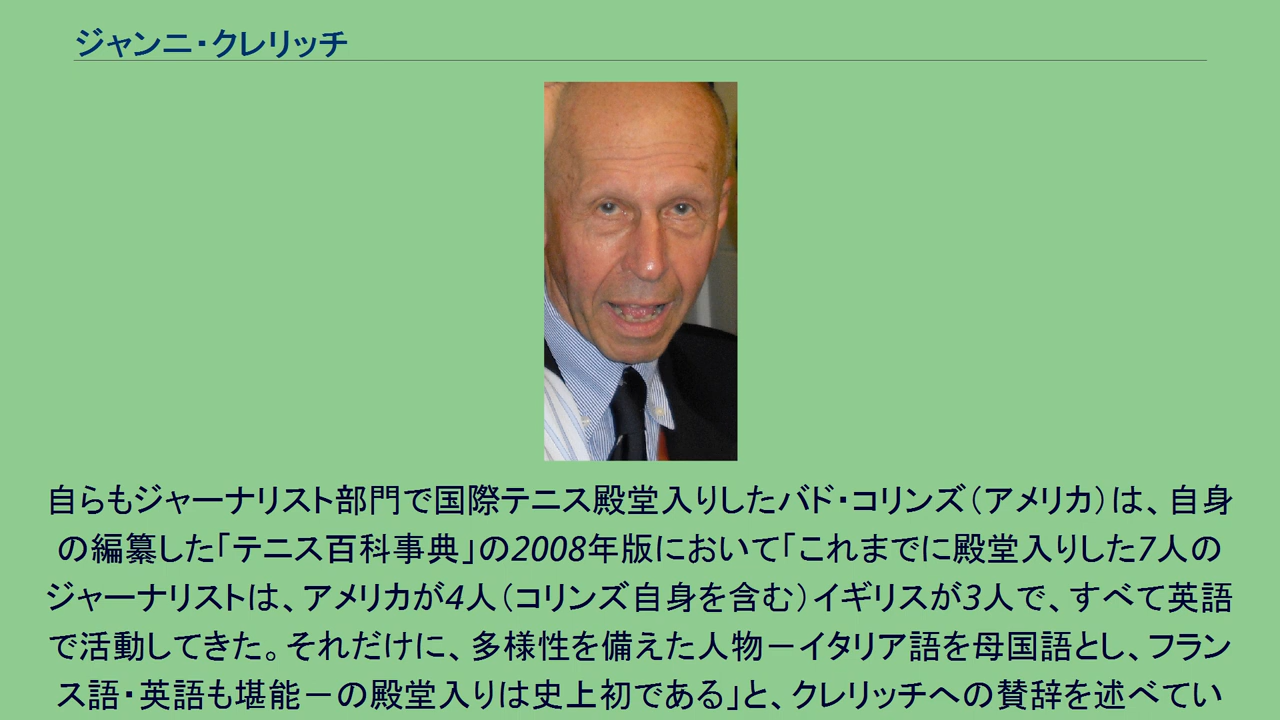 ジャンニ・クレリッチ
自らもジャーナリスト部門で国際テニス殿堂入りしたバド・コリンズ（アメリカ）は、自身
の編纂した「テニス百科事典」の2008年版において「これまでに殿堂入りした7人の
ジャーナリストは、アメリカが4人（コリンズ自身を含む）イギリスが3人で、すべて英語
で活動してきた。それだけに、多様性を備えた人物－イタリア語を母国語とし、フラン
ス語・英語も堪能－の殿堂入りは史上初である」と、クレリッチへの賛辞を述べてい